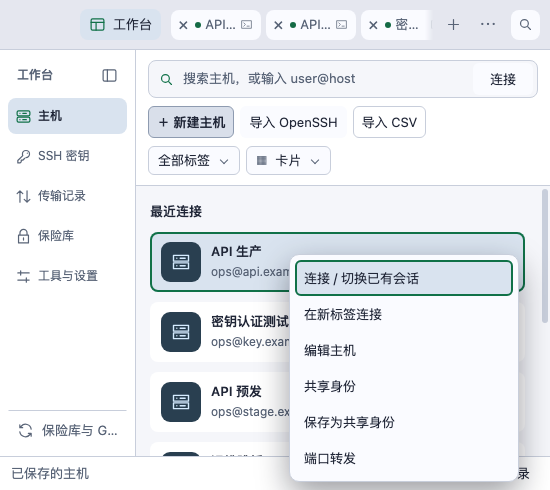 工作台
API...
API...
密...
工作台
主机
SSH 密钥
传输记录
保险库
工具与设置
保险库与 G...
搜索主机，或输入 user@host
连接
+ 新建主机
导入 OpenSSH
导入 CSV
全部标签
卡片
最近连接
API 生产
ops@api.exam
密钥认证测试
ops@key.exam
API 预发
ops@stage.ex
连接 / 切换已有会话
在新标签连接
编辑主机
共享身份
保存为共享身份
端口转发
已保存的主机
录